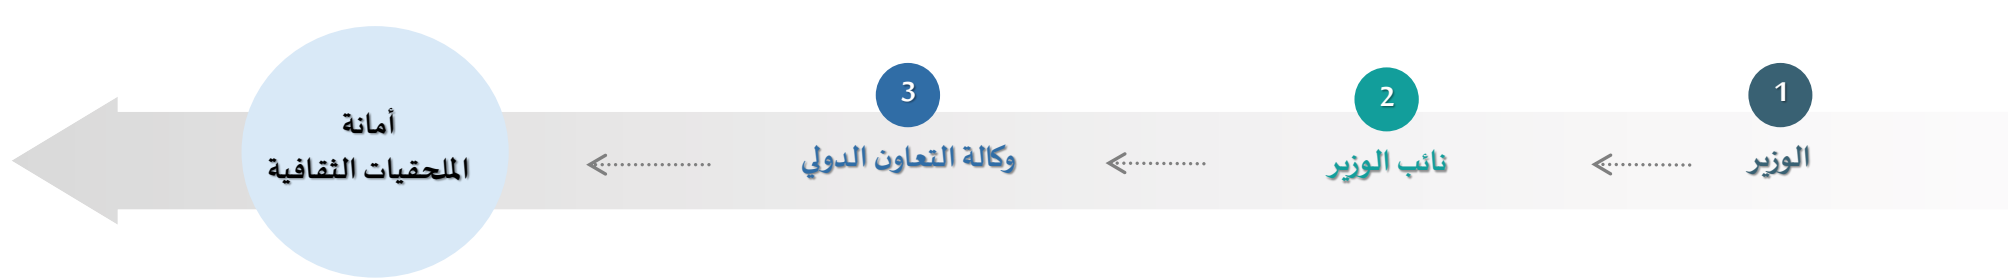 1
الوزير
2
نائب الوزير
3
وكالة التعاون الدولي
أمانة
الملحقيات الثقافية